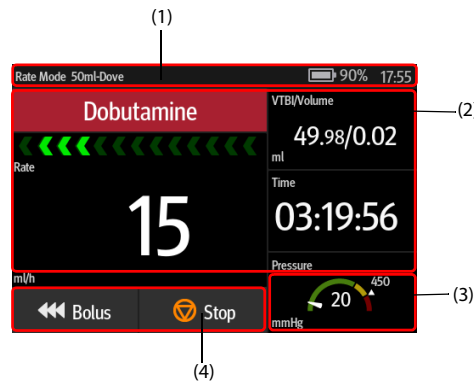 (1)
Rate Mode 50ml-Dove 90% 17:55
Dobutamine
VTBI/Volume
(2)
49.98/0.02
ml
Rate
Time
15
03:19:56
Pressure
ml/h
450
20
(3)
mmHg
Bolus Stop
(4)